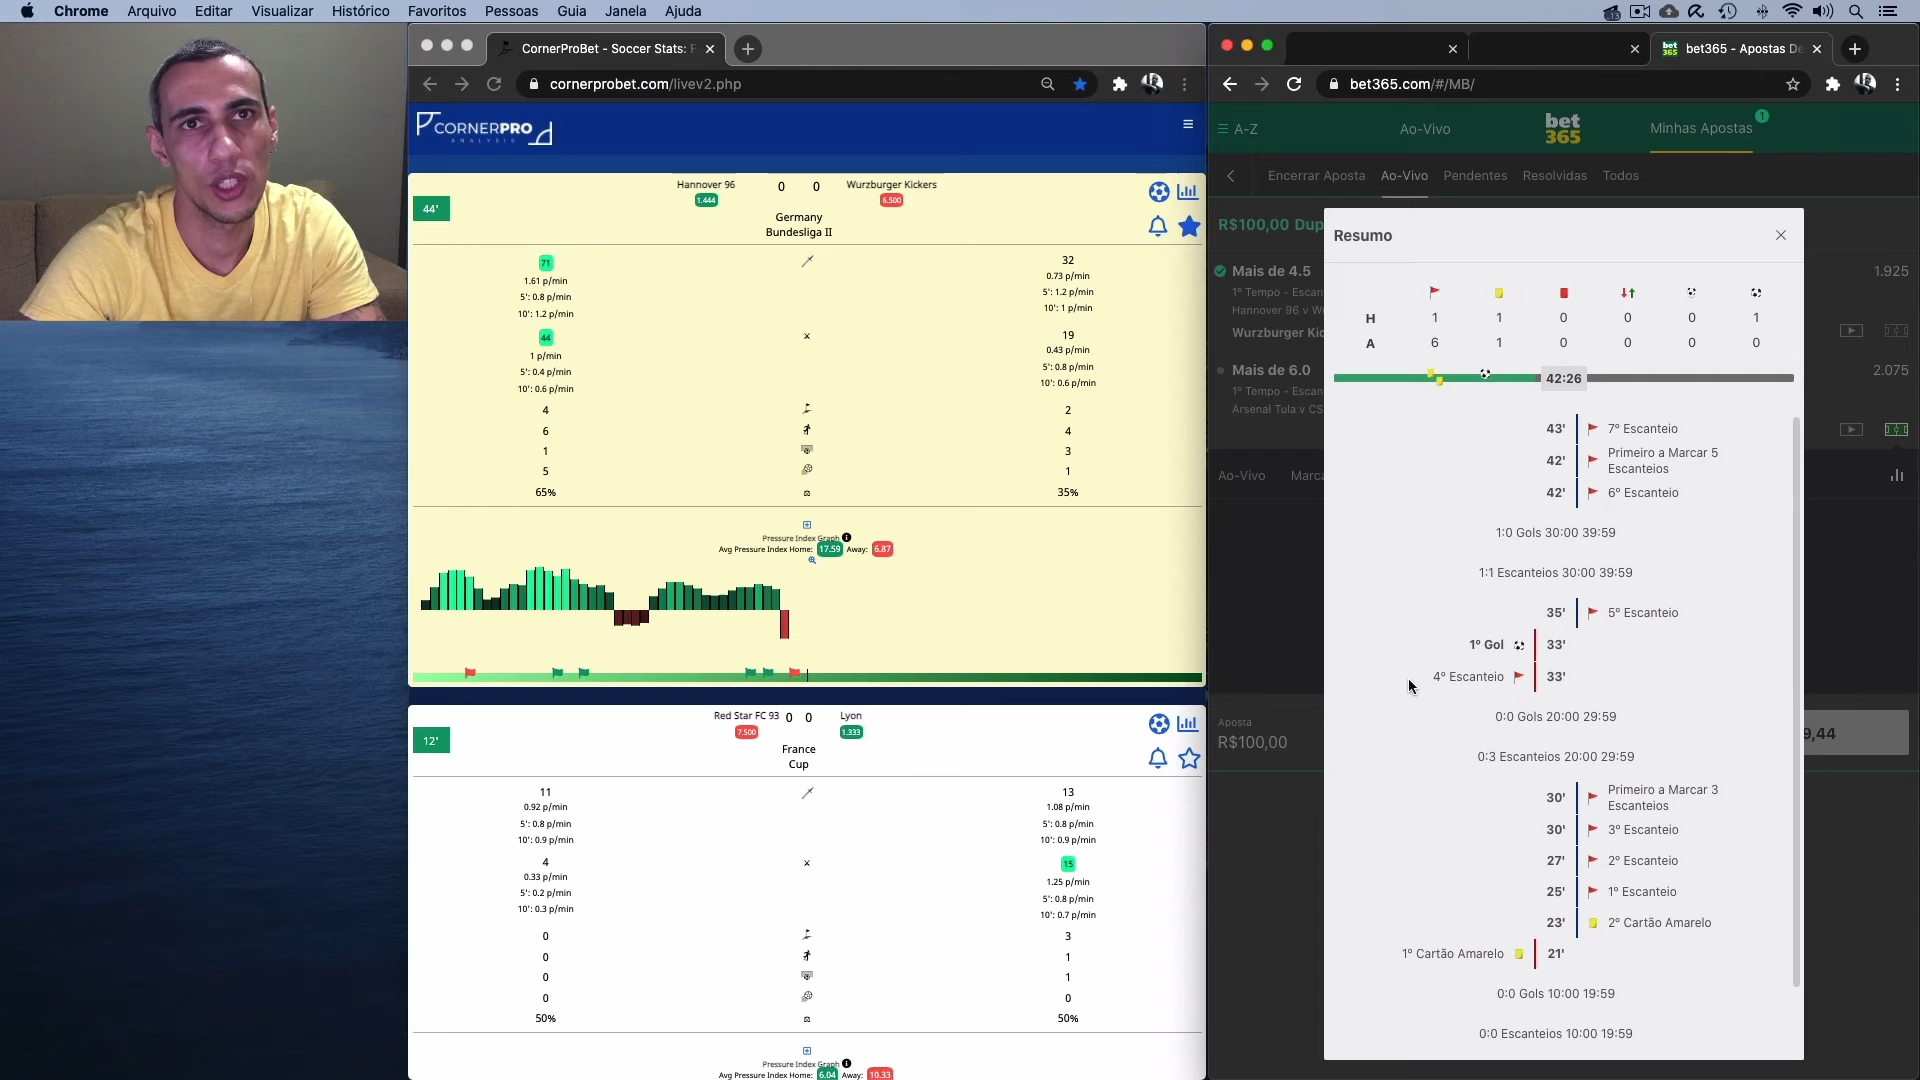 Chrome Arquivo Editar Visualizar Histórico Favoritos Pessoas Guia Janela Ajuda
CornerProBet - Soccer Stats:
cornerprobet.com/livev2.php
CORNERPRO
ANALYSIS
Hannover 96 0 0 Wurzburger Kickers
1.444 6.500
44'
Germany
Bundesliga II
71 32
1.61 p/min 0.73 p/min
5': 0.8 p/min 5': 1.2 p/min
10': 1.2 p/min 10': 1 p/min
44 19
1 p/min 0.43 p/min
5': 0.4 p/min 5': 0.8 p/min
10': 0.6 p/min 10': 0.6 p/min
4 2
6 4
1 3
5 1
65% 35%
Pressure Index Graph
Avg Pressure Index Home: 17.59 Away: 6.87
Red Star FC 93 0 0 Lyon
7.500 1.333
12'
France
Cup
11 13
0.92 p/min 1.08 p/min
5': 0.8 p/min 5': 0.8 p/min
10': 0.9 p/min 10': 0.9 p/min
4 15
0.33 p/min 1.25 p/min
5': 0.2 p/min 5': 0.8 p/min
10': 0.3 p/min 10': 0.7 p/min
0 3
0 1
0 1
0 0
50% 50%
Pressure Index Graph
Avg Pressure Index Home: 6.04 Away: 10.33
bet365 - Apostas De
bet365.com/#/MB/
A-Z Ao-Vivo bet365 Minhas Apostas 1
Encerrar Aposta Ao-Vivo Pendentes Resolvidas Todos
R$100,00 Dup
Mais de 4.5 1.925
1º Tempo - Escan
Hannover 96 v W
Wurzburger Kic
Mais de 6.0 2.075
1º Tempo - Escan
Arsenal Tula v CS
Ao-Vivo Marca
Aposta
R$100,00 9,44
Resumo
H 1 1 0 0 0 1
A 6 1 0 0 0 0
42:26
43' 7º Escanteio
42' Primeiro a Marcar 5
Escanteios
42' 6º Escanteio
1:0 Gols 30:00 39:59
1:1 Escanteios 30:00 39:59
35' 5º Escanteio
1º Gol 33'
4º Escanteio 33'
0:0 Gols 20:00 29:59
0:3 Escanteios 20:00 29:59
30' Primeiro a Marcar 3
Escanteios
30' 3º Escanteio
27' 2º Escanteio
25' 1º Escanteio
23' 2º Cartão Amarelo
1º Cartão Amarelo 21'
0:0 Gols 10:00 19:59
0:0 Escanteios 10:00 19:59